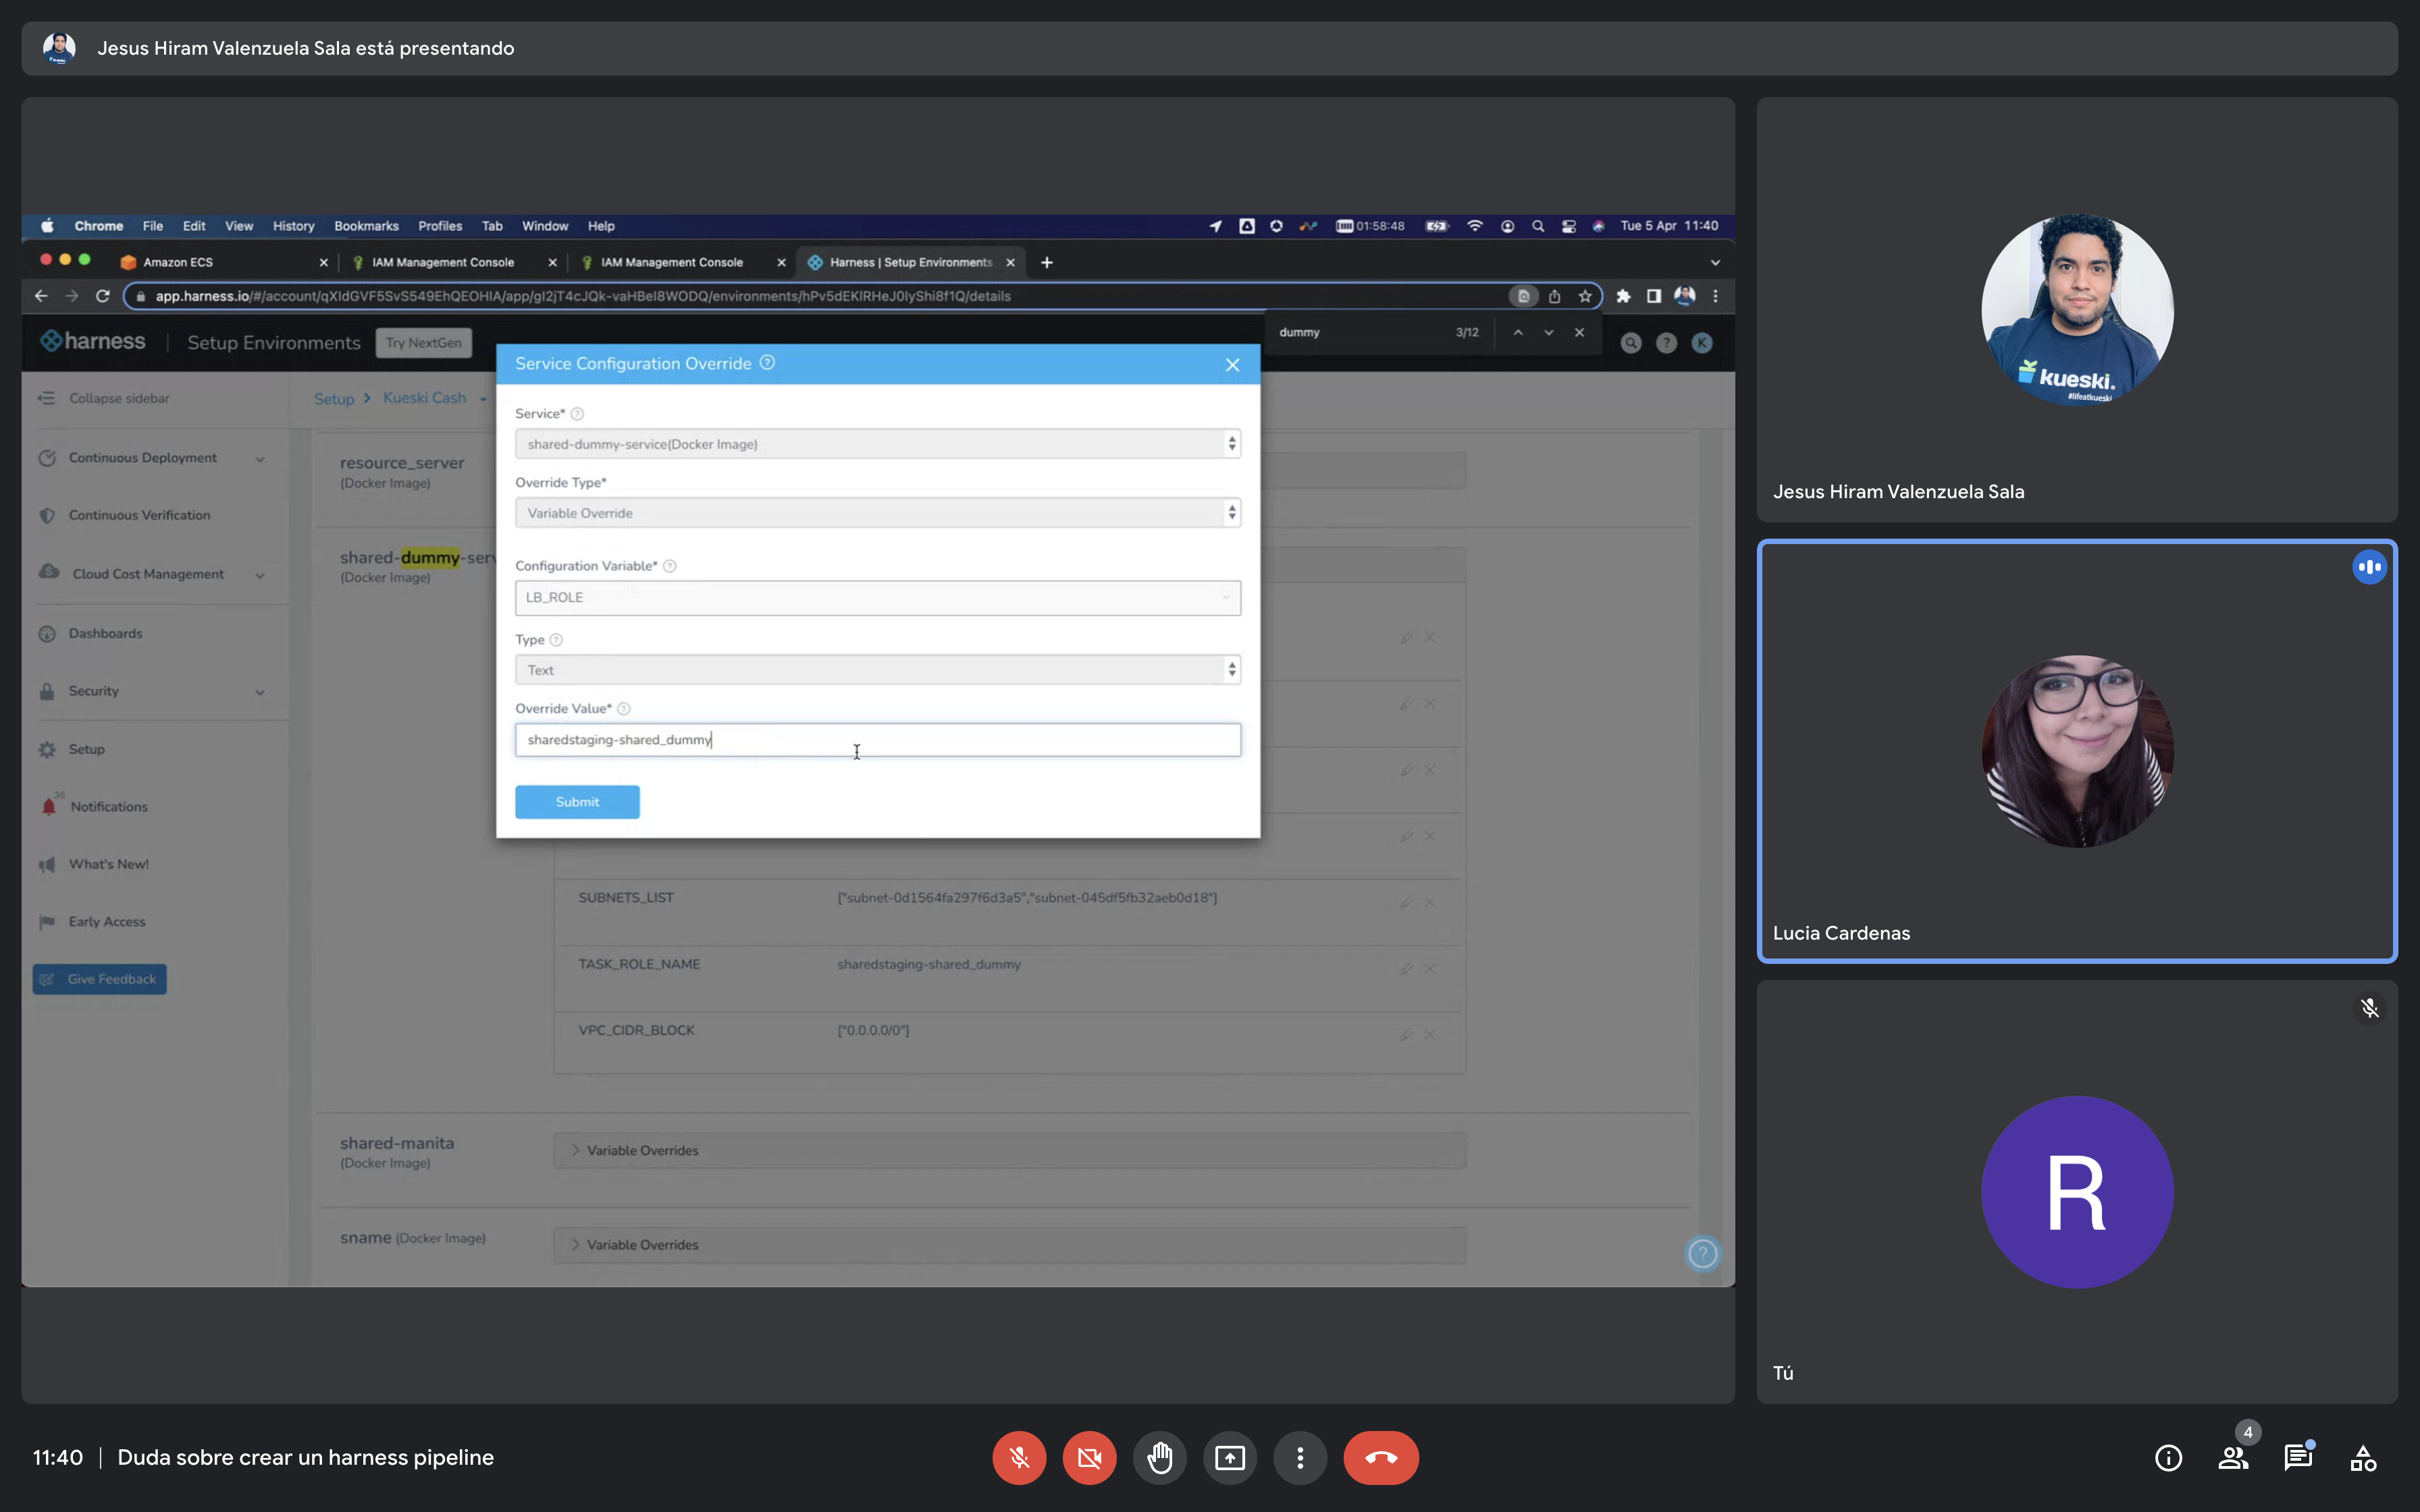 Jesus Hiram Valenzuela Sala está presentando
Chrome File Edit View History Bookmarks Profiles Tab Window Help 01:58:48 Tue 5 Apr 11:40
Amazon ECS IAM Management Console IAM Management Console Harness | Setup Environments
app.harness.io/#/account/qXIdGVF5SvS549EhQEOHIA/app/gI2jT4cJQk-vaHBeI8WODQ/environments/hPv5dEKlRHeJ0IyShi8f1Q/details
dummy 3/12
harness Setup Environments Try NextGen K
Service Configuration Override
Collapse sidebar
Setup > Kueski Cash
Service*
shared-dummy-service(Docker Image)
Continuous Deployment
resource_server
(Docker Image)
Override Type*
Variable Override
Continuous Verification
shared-dummy-serv
(Docker Image)
Configuration Variable*
LB_ROLE
Cloud Cost Management
Type
Text
Dashboards
Security
Override Value*
sharedstaging-shared_dummy
Setup
Submit
36
Notifications
What's New!
SUBNETS_LIST ["subnet-0d1564fa297f6d3a5","subnet-045df5fb32aeb0d18"]
Early Access
TASK_ROLE_NAME sharedstaging-shared_dummy
Give Feedback
VPC_CIDR_BLOCK ["0.0.0.0/0"]
shared-manita
(Docker Image)
Variable Overrides
sname (Docker Image)
Variable Overrides
kueski.
#lifeatkueski
Jesus Hiram Valenzuela Sala
Lucia Cardenas
R
Tú
11:40 | Duda sobre crear un harness pipeline
4